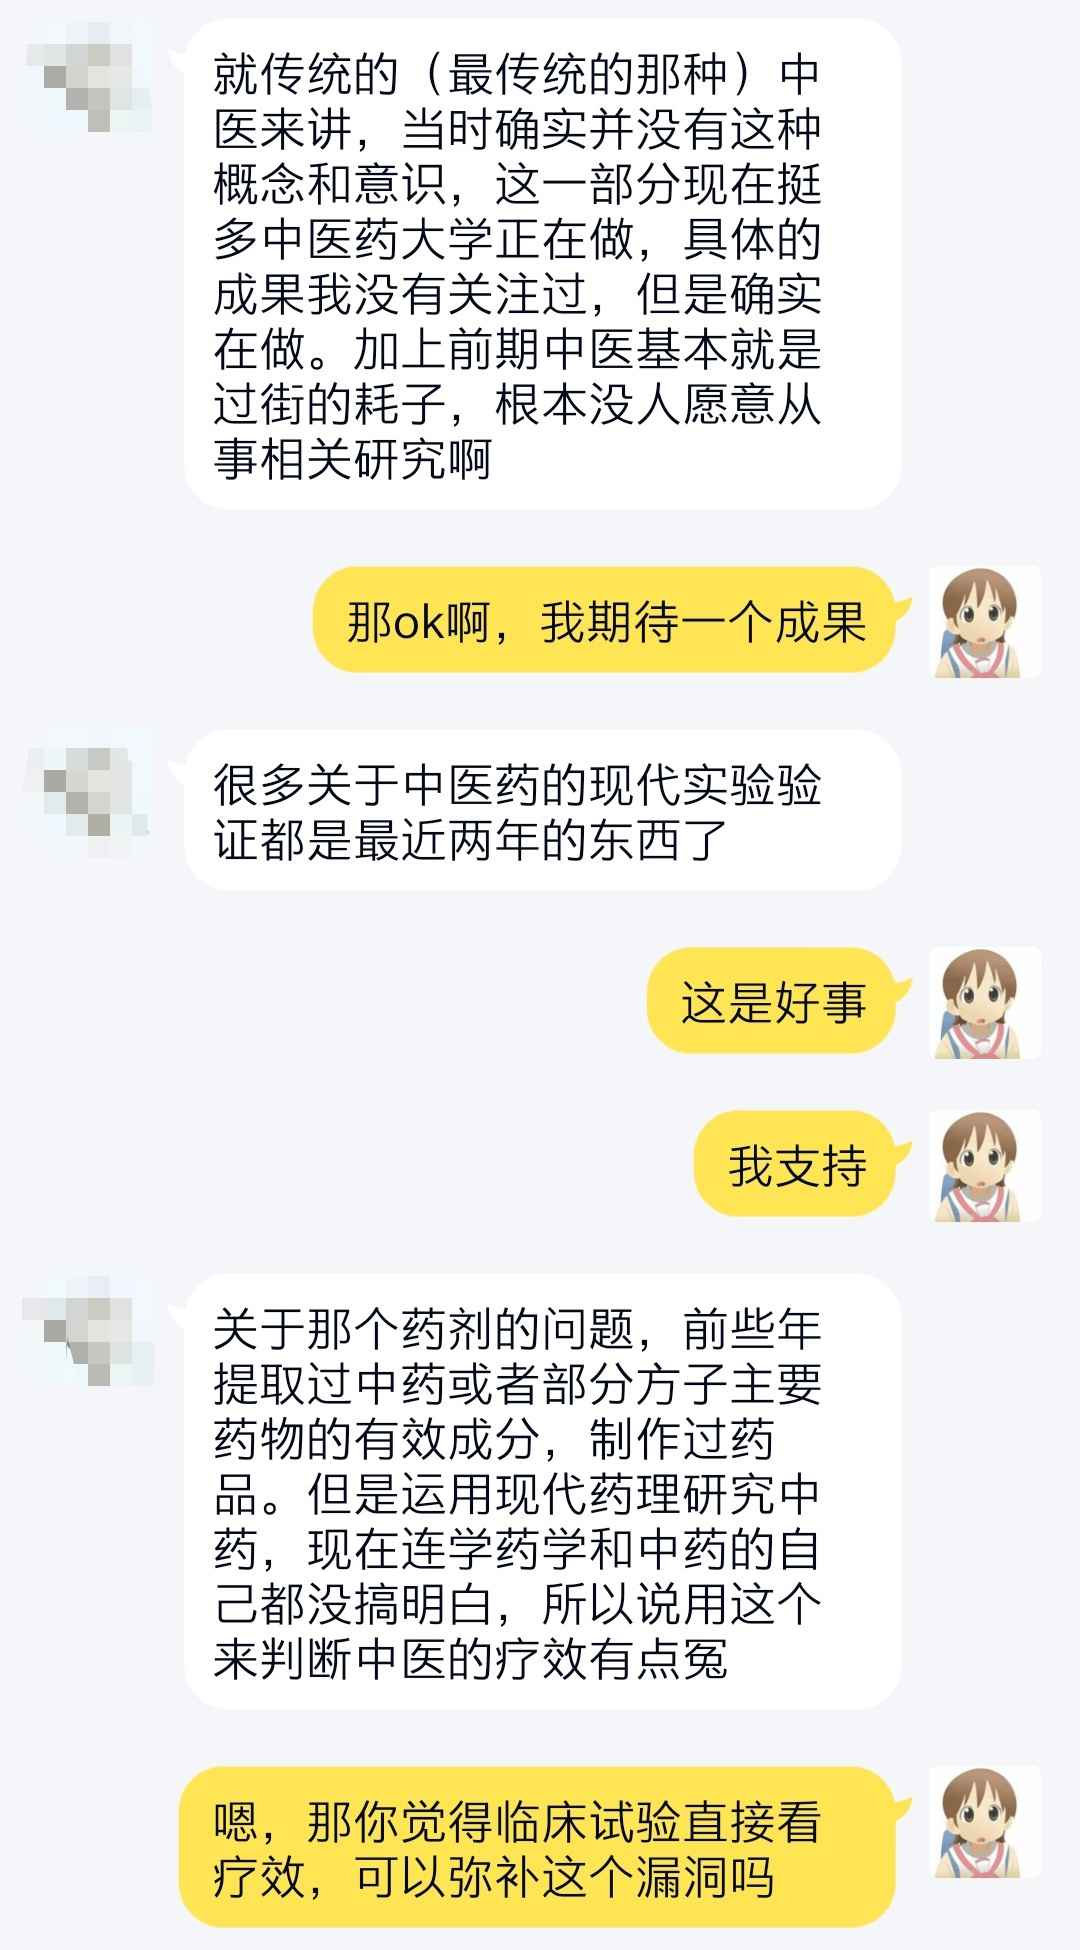 就传统的（最传统的那种）中
医来讲，当时确实并没有这种
概念和意识，这一部分现在挺
多中医药大学正在做，具体的
成果我没有关注过，但是确实
在做。加上前期中医基本就是
过街的耗子，根本没人愿意从
事相关研究啊
那ok啊，我期待一个成果
很多关于中医药的现代实验验
证都是最近两年的东西了
这是好事
我支持
关于那个药剂的问题，前些年
提取过中药或者部分方子主要
药物的有效成分，制作过药
品。但是运用现代药理研究中
药，现在连学药学和中药的自
己都没搞明白，所以说用这个
来判断中医的疗效有点冤
嗯，那你觉得临床试验直接看
疗效，可以弥补这个漏洞吗